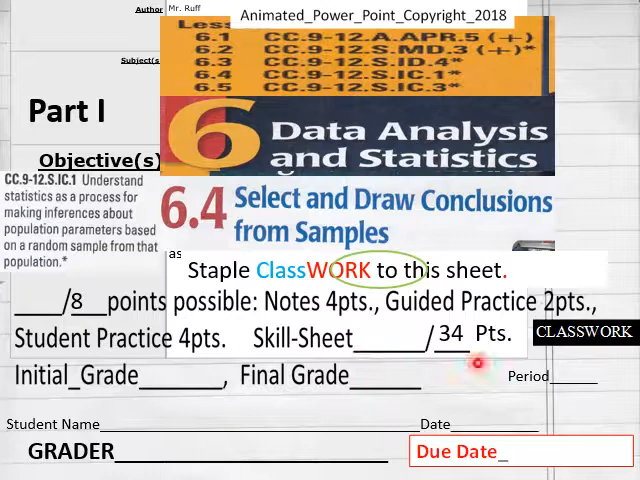 Author Mr. Ruff
Animated_Power_Point_Copyright_2018
6.1 CC.9-12.A.APR.5 (+)
6.2 CC.9-12.S.MD.3 (+)*
Subject(s
6.3 CC.9-12.S.ID.4*
6.4 CC.9-12.S.IC.1*
6.5 CC.9-12.S.IC.3*
Part I
6 Data Analysis
and Statistics
Objective(s)
CC.9-12.S.IC.1 Understand
statistics as a process for
making inferences about
population parameters based
on a random sample from that
population.*
6.4 Select and Draw Conclusions
from Samples
as
Staple ClassWORK to this sheet.
____/8__points possible: Notes 4pts., Guided Practice 2pts.,
Student Practice 4pts. Skill-Sheet______/34 Pts.
CLASSWORK
Initial_Grade_______, Final Grade______
Period______
Student Name____________________ Date___________
GRADER____________________
Due Date_